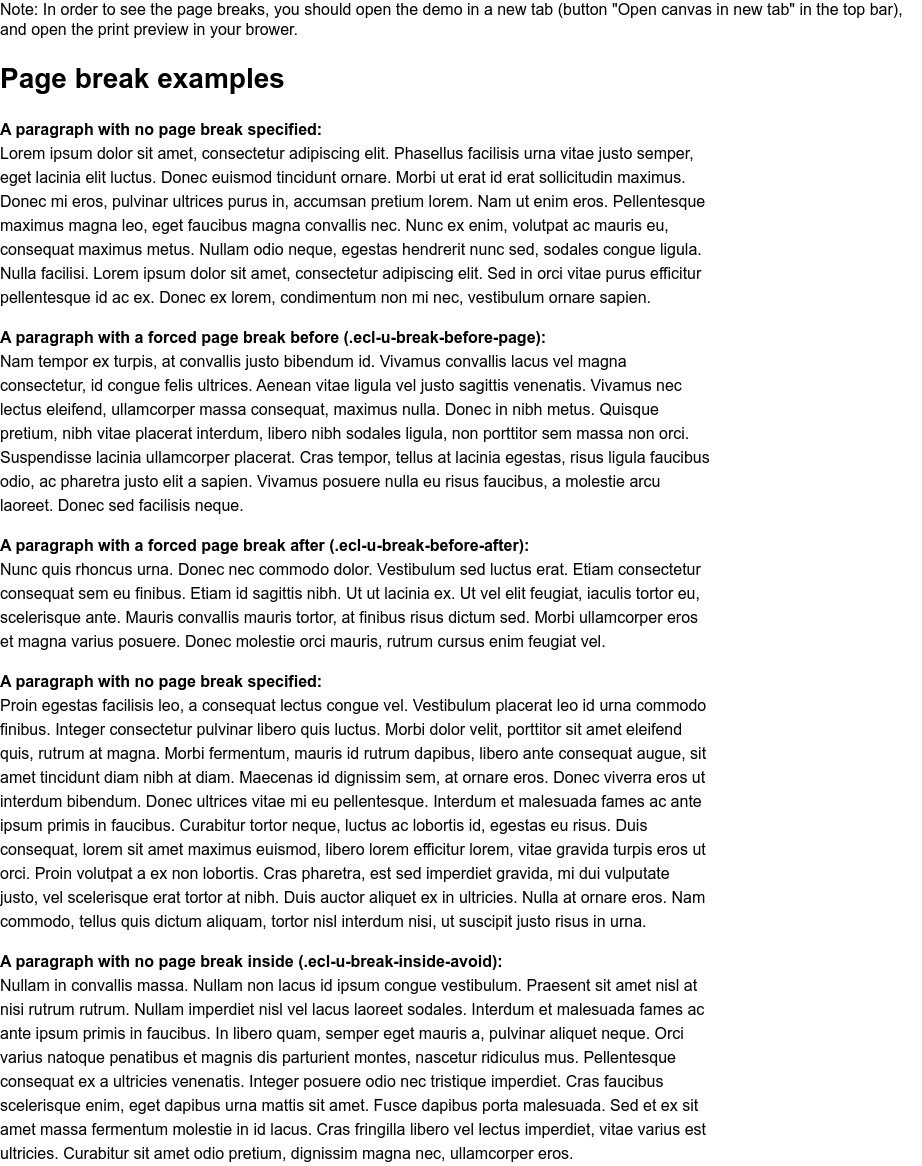 Note: In order to see the page breaks, you should open the demo in a new tab (button "Open canvas in new tab" in the top bar),
and open the print preview in your brower.
Page break examples
A paragraph with no page break specified:
Lorem ipsum dolor sit amet, consectetur adipiscing elit. Phasellus facilisis urna vitae justo semper,
eget lacinia elit luctus. Donec euismod tincidunt ornare. Morbi ut erat id erat sollicitudin maximus.
Donec mi eros, pulvinar ultrices purus in, accumsan pretium lorem. Nam ut enim eros. Pellentesque
maximus magna leo, eget faucibus magna convallis nec. Nunc ex enim, volutpat ac mauris eu,
consequat maximus metus. Nullam odio neque, egestas hendrerit nunc sed, sodales congue ligula.
Nulla facilisi. Lorem ipsum dolor sit amet, consectetur adipiscing elit. Sed in orci vitae purus efficitur
pellentesque id ac ex. Donec ex lorem, condimentum non mi nec, vestibulum ornare sapien.
A paragraph with a forced page break before (.ecl-u-break-before-page):
Nam tempor ex turpis, at convallis justo bibendum id. Vivamus convallis lacus vel magna
consectetur, id congue felis ultrices. Aenean vitae ligula vel justo sagittis venenatis. Vivamus nec
lectus eleifend, ullamcorper massa consequat, maximus nulla. Donec in nibh metus. Quisque
pretium, nibh vitae placerat interdum, libero nibh sodales ligula, non porttitor sem massa non orci.
Suspendisse lacinia ullamcorper placerat. Cras tempor, tellus at lacinia egestas, risus ligula faucibus
odio, ac pharetra justo elit a sapien. Vivamus posuere nulla eu risus faucibus, a molestie arcu
laoreet. Donec sed facilisis neque.
A paragraph with a forced page break after (.ecl-u-break-before-after):
Nunc quis rhoncus urna. Donec nec commodo dolor. Vestibulum sed luctus erat. Etiam consectetur
consequat sem eu finibus. Etiam id sagittis nibh. Ut ut lacinia ex. Ut vel elit feugiat, iaculis tortor eu,
scelerisque ante. Mauris convallis mauris tortor, at finibus risus dictum sed. Morbi ullamcorper eros
et magna varius posuere. Donec molestie orci mauris, rutrum cursus enim feugiat vel.
A paragraph with no page break specified:
Proin egestas facilisis leo, a consequat lectus congue vel. Vestibulum placerat leo id urna commodo
finibus. Integer consectetur pulvinar libero quis luctus. Morbi dolor velit, porttitor sit amet eleifend
quis, rutrum at magna. Morbi fermentum, mauris id rutrum dapibus, libero ante consequat augue, sit
amet tincidunt diam nibh at diam. Maecenas id dignissim sem, at ornare eros. Donec viverra eros ut
interdum bibendum. Donec ultrices vitae mi eu pellentesque. Interdum et malesuada fames ac ante
ipsum primis in faucibus. Curabitur tortor neque, luctus ac lobortis id, egestas eu risus. Duis
consequat, lorem sit amet maximus euismod, libero lorem efficitur lorem, vitae gravida turpis eros ut
orci. Proin volutpat a ex non lobortis. Cras pharetra, est sed imperdiet gravida, mi dui vulputate
justo, vel scelerisque erat tortor at nibh. Duis auctor aliquet ex in ultricies. Nulla at ornare eros. Nam
commodo, tellus quis dictum aliquam, tortor nisl interdum nisi, ut suscipit justo risus in urna.
A paragraph with no page break inside (.ecl-u-break-inside-avoid):
Nullam in convallis massa. Nullam non lacus id ipsum congue vestibulum. Praesent sit amet nisl at
nisi rutrum rutrum. Nullam imperdiet nisl vel lacus laoreet sodales. Interdum et malesuada fames ac
ante ipsum primis in faucibus. In libero quam, semper eget mauris a, pulvinar aliquet neque. Orci
varius natoque penatibus et magnis dis parturient montes, nascetur ridiculus mus. Pellentesque
consequat ex a ultricies venenatis. Integer posuere odio nec tristique imperdiet. Cras faucibus
scelerisque enim, eget dapibus urna mattis sit amet. Fusce dapibus porta malesuada. Sed et ex sit
amet massa fermentum molestie in id lacus. Cras fringilla libero vel lectus imperdiet, vitae varius est
ultricies. Curabitur sit amet odio pretium, dignissim magna nec, ullamcorper eros.